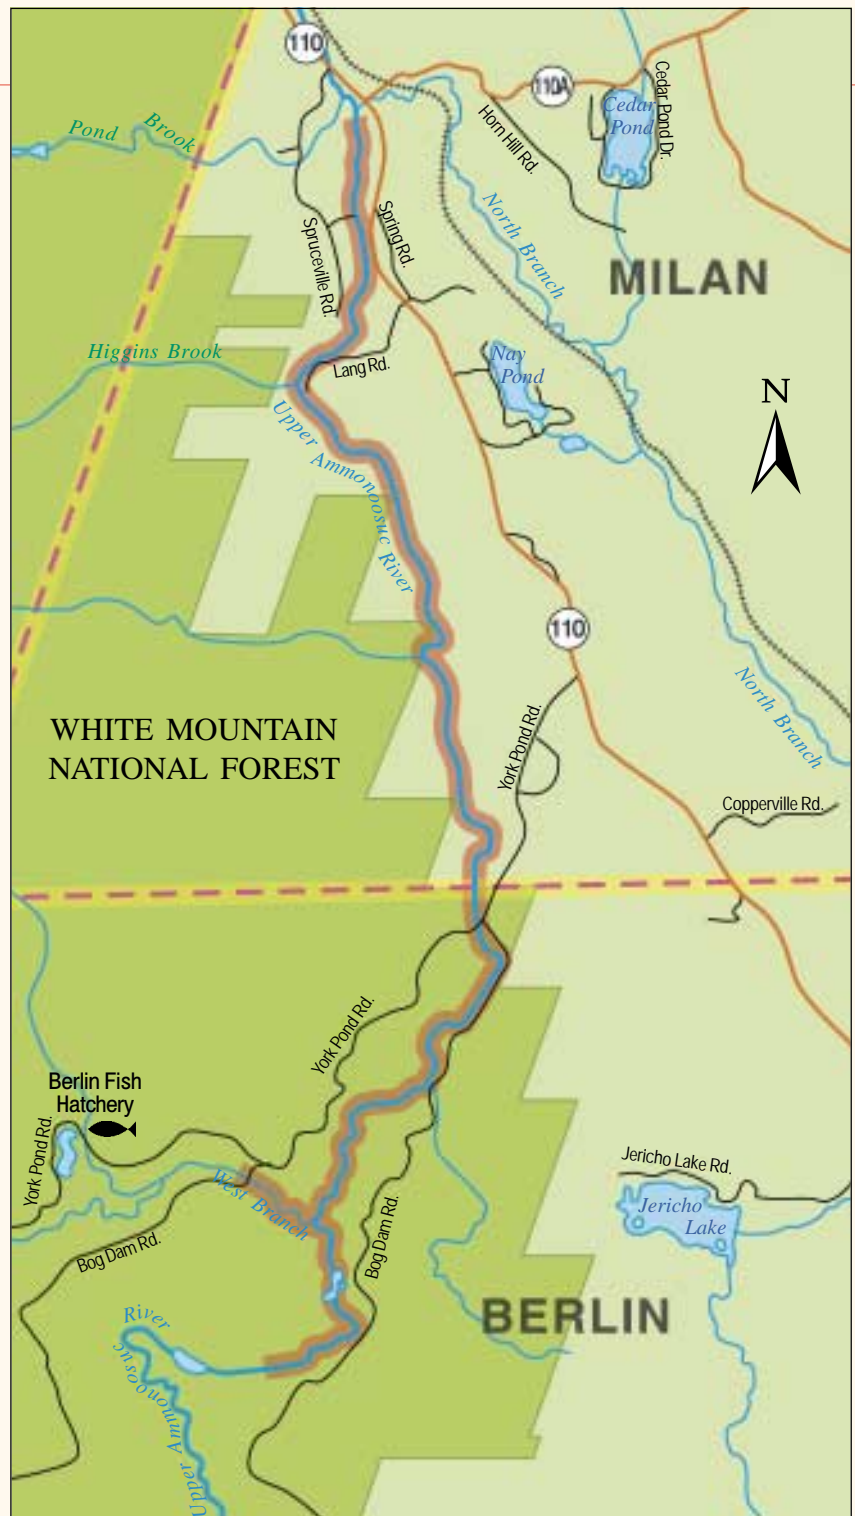 110
110A
Cedar Pond Dr.
Cedar
Pond
Horn Hill Rd.
Pond Brook
North Branch
Spring Rd.
Spruceville Rd.
MILAN
Higgins Brook
Lang Rd.
Nay
Pond
N
Upper Ammonoosuc River
110
WHITE MOUNTAIN
NATIONAL FOREST
York Pond Rd.
North Branch
Copperville Rd.
York Pond Rd.
Berlin Fish
Hatchery
York Pond Rd.
Jericho Lake Rd.
West Branch
Jericho
Lake
Bog Dam Rd.
Bog Dam Rd.
BERLIN
River
Upper Ammonoosuc